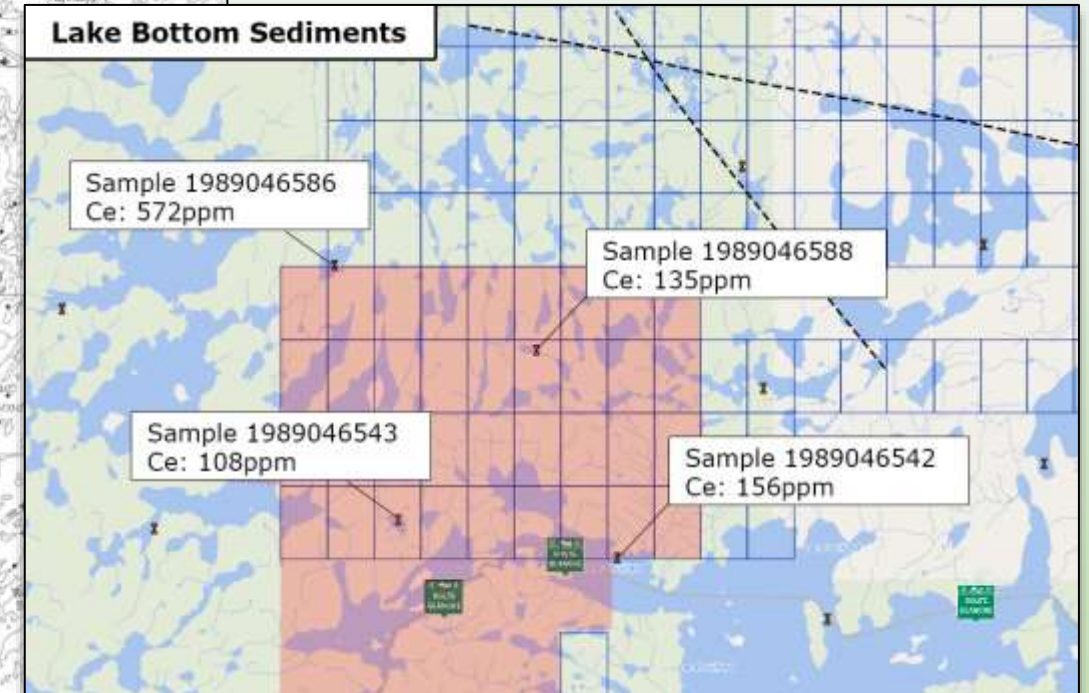 Lake Bottom Sediments
Sample 1989046586
Ce: 572ppm
Sample 1989046588
Ce: 135ppm
Sample 1989046543
Ce: 108ppm
Sample 1989046542
Ce: 156ppm